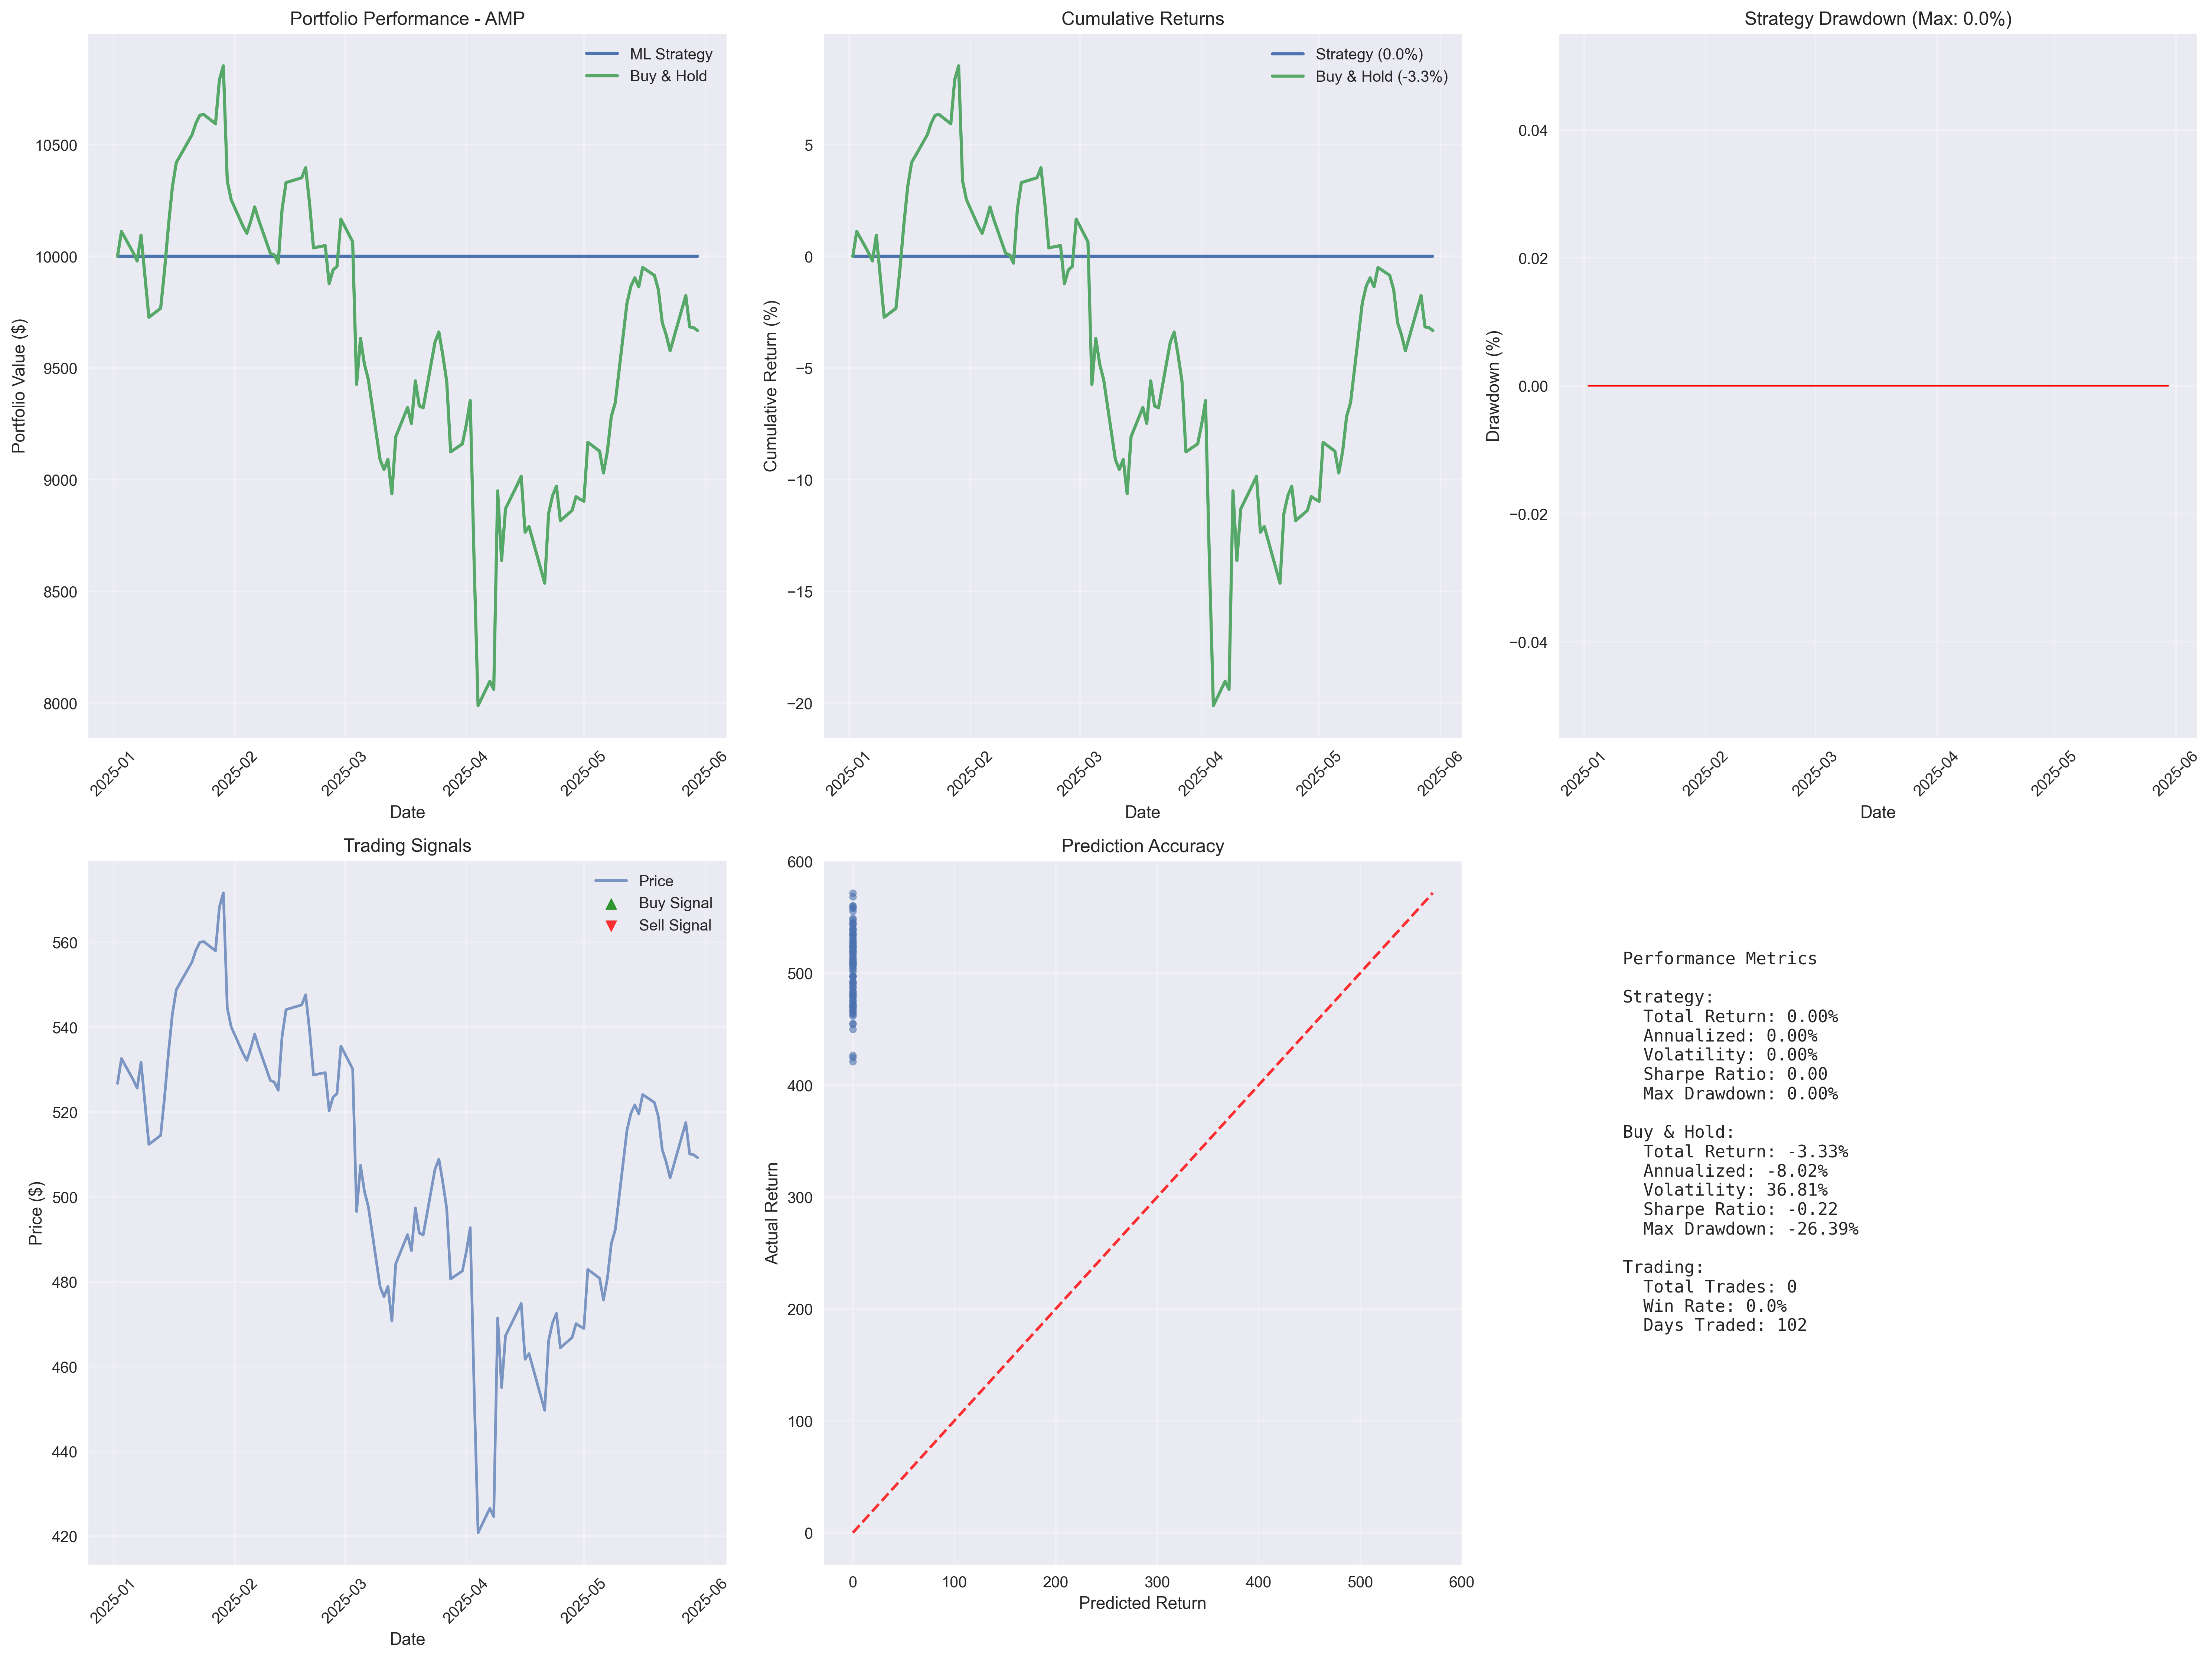 Portfolio Performance - AMP
ML Strategy
Buy & Hold
Portfolio Value ($)
10500
10000
9500
9000
8500
8000
2025-01
2025-02
2025-03
2025-04
2025-05
2025-06
Date
Cumulative Returns
Strategy (0.0%)
Buy & Hold (-3.3%)
Cumulative Return (%)
5
0
−5
−10
−15
−20
2025-01
2025-02
2025-03
2025-04
2025-05
2025-06
Date
Strategy Drawdown (Max: 0.0%)
Drawdown (%)
0.04
0.02
0.00
−0.02
−0.04
2025-01
2025-02
2025-03
2025-04
2025-05
2025-06
Date
Trading Signals
Price
Buy Signal
Sell Signal
Price ($)
560
540
520
500
480
460
440
420
2025-01
2025-02
2025-03
2025-04
2025-05
2025-06
Date
Prediction Accuracy
Actual Return
600
500
400
300
200
100
0
0
100
200
300
400
500
600
Predicted Return
Performance Metrics
Strategy:
Total Return: 0.00%
Annualized: 0.00%
Volatility: 0.00%
Sharpe Ratio: 0.00
Max Drawdown: 0.00%
Buy & Hold:
Total Return: -3.33%
Annualized: -8.02%
Volatility: 36.81%
Sharpe Ratio: -0.22
Max Drawdown: -26.39%
Trading:
Total Trades: 0
Win Rate: 0.0%
Days Traded: 102